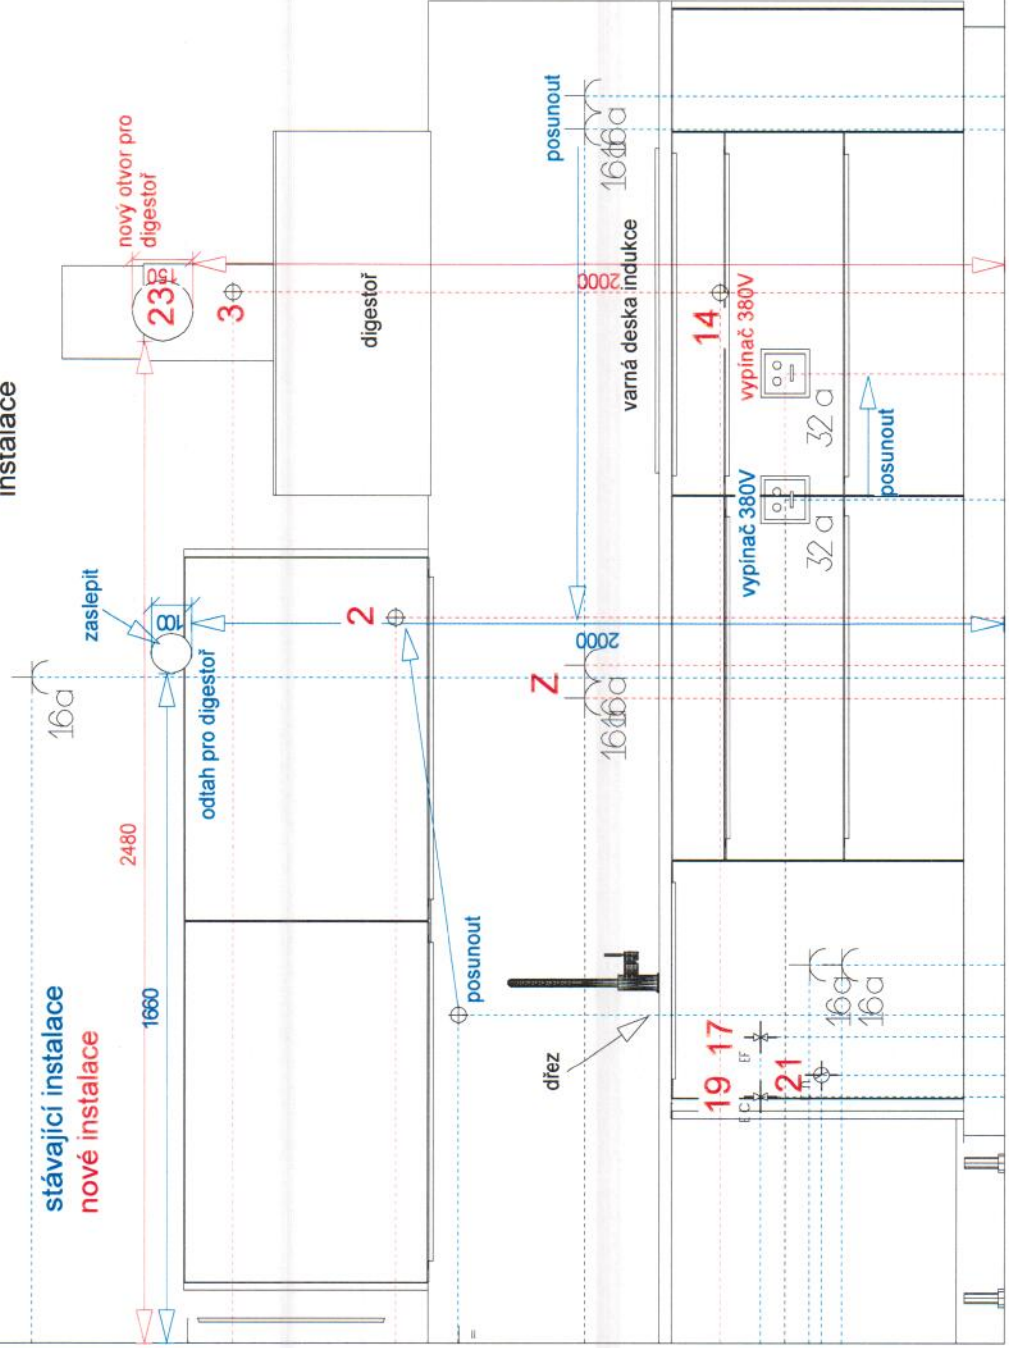 instalace
stávající instalace
nové instalace
16a
zaslepit
nový otvor pro
digestoř
2480
1660
18
150
23
3
odtah pro digestoř
2
digestoř
posunout
posunout
2000
2000
Z
16a
16a
16a
16a
dřez
varná deska indukce
19
17
21
E C
EF
14
vypínač 380V
vypínač 380V
32 a
32 a
posunout
16a
16a